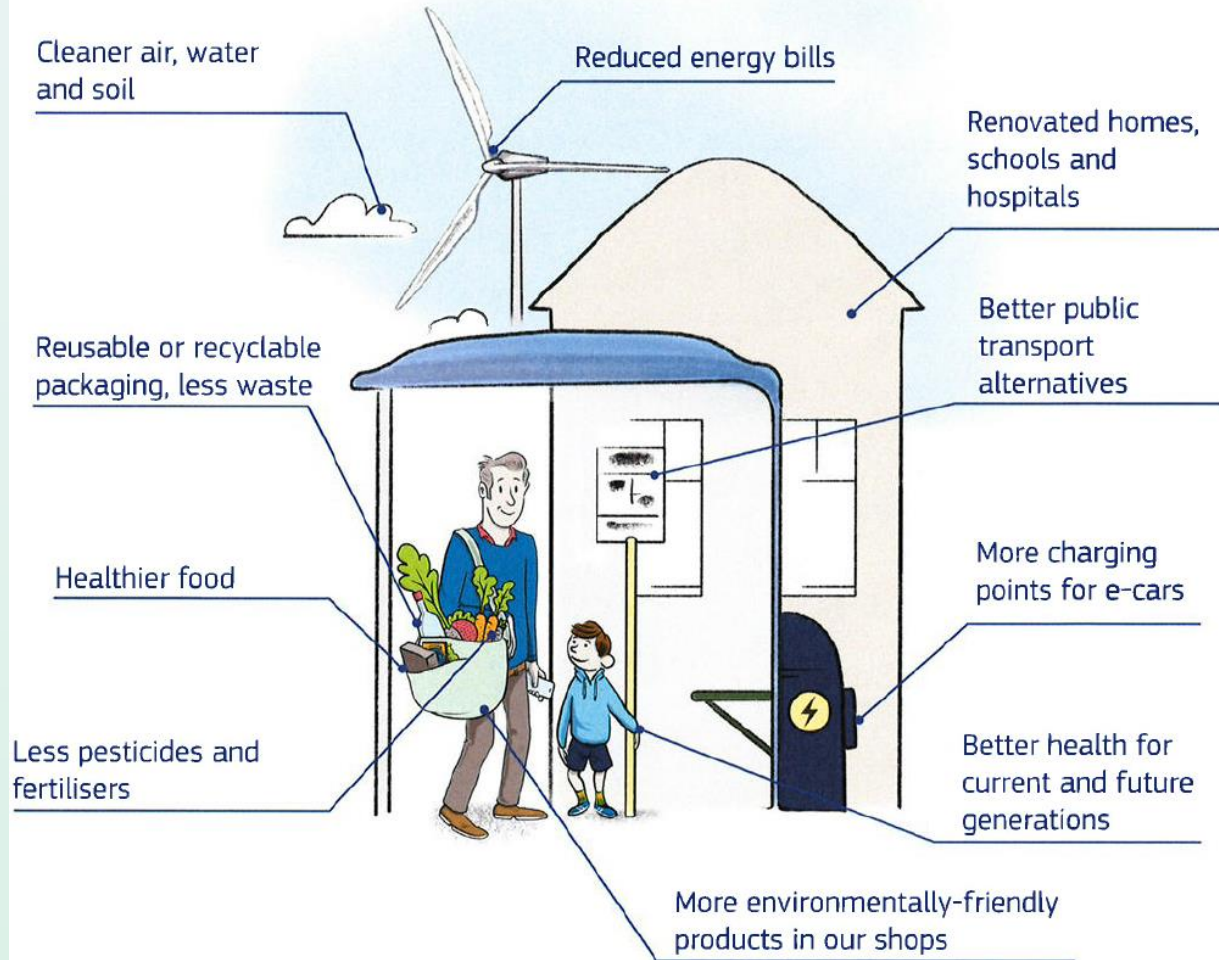 Cleaner air, water
and soil
Reduced energy bills
Renovated homes,
schools and
hospitals
Better public
transport
alternatives
Reusable or recyclable
packaging, less waste
Healthier food
More charging
points for e-cars
Less pesticides and
fertilisers
Better health for
current and future
generations
More environmentally-friendly
products in our shops